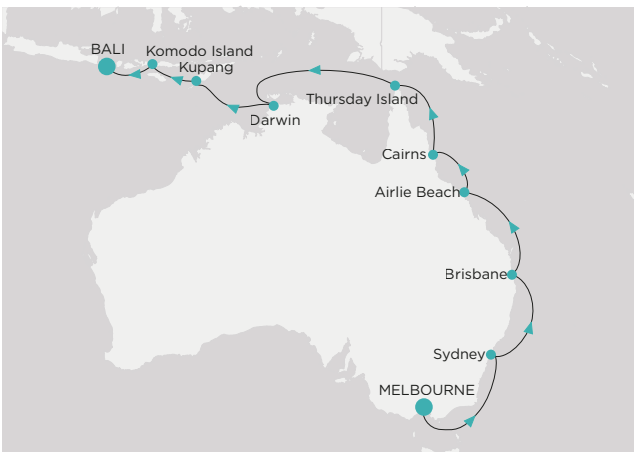 BALI
Komodo Island
Kupang
Thursday Island
Darwin
Cairns
Airlie Beach
Brisbane
Sydney
MELBOURNE